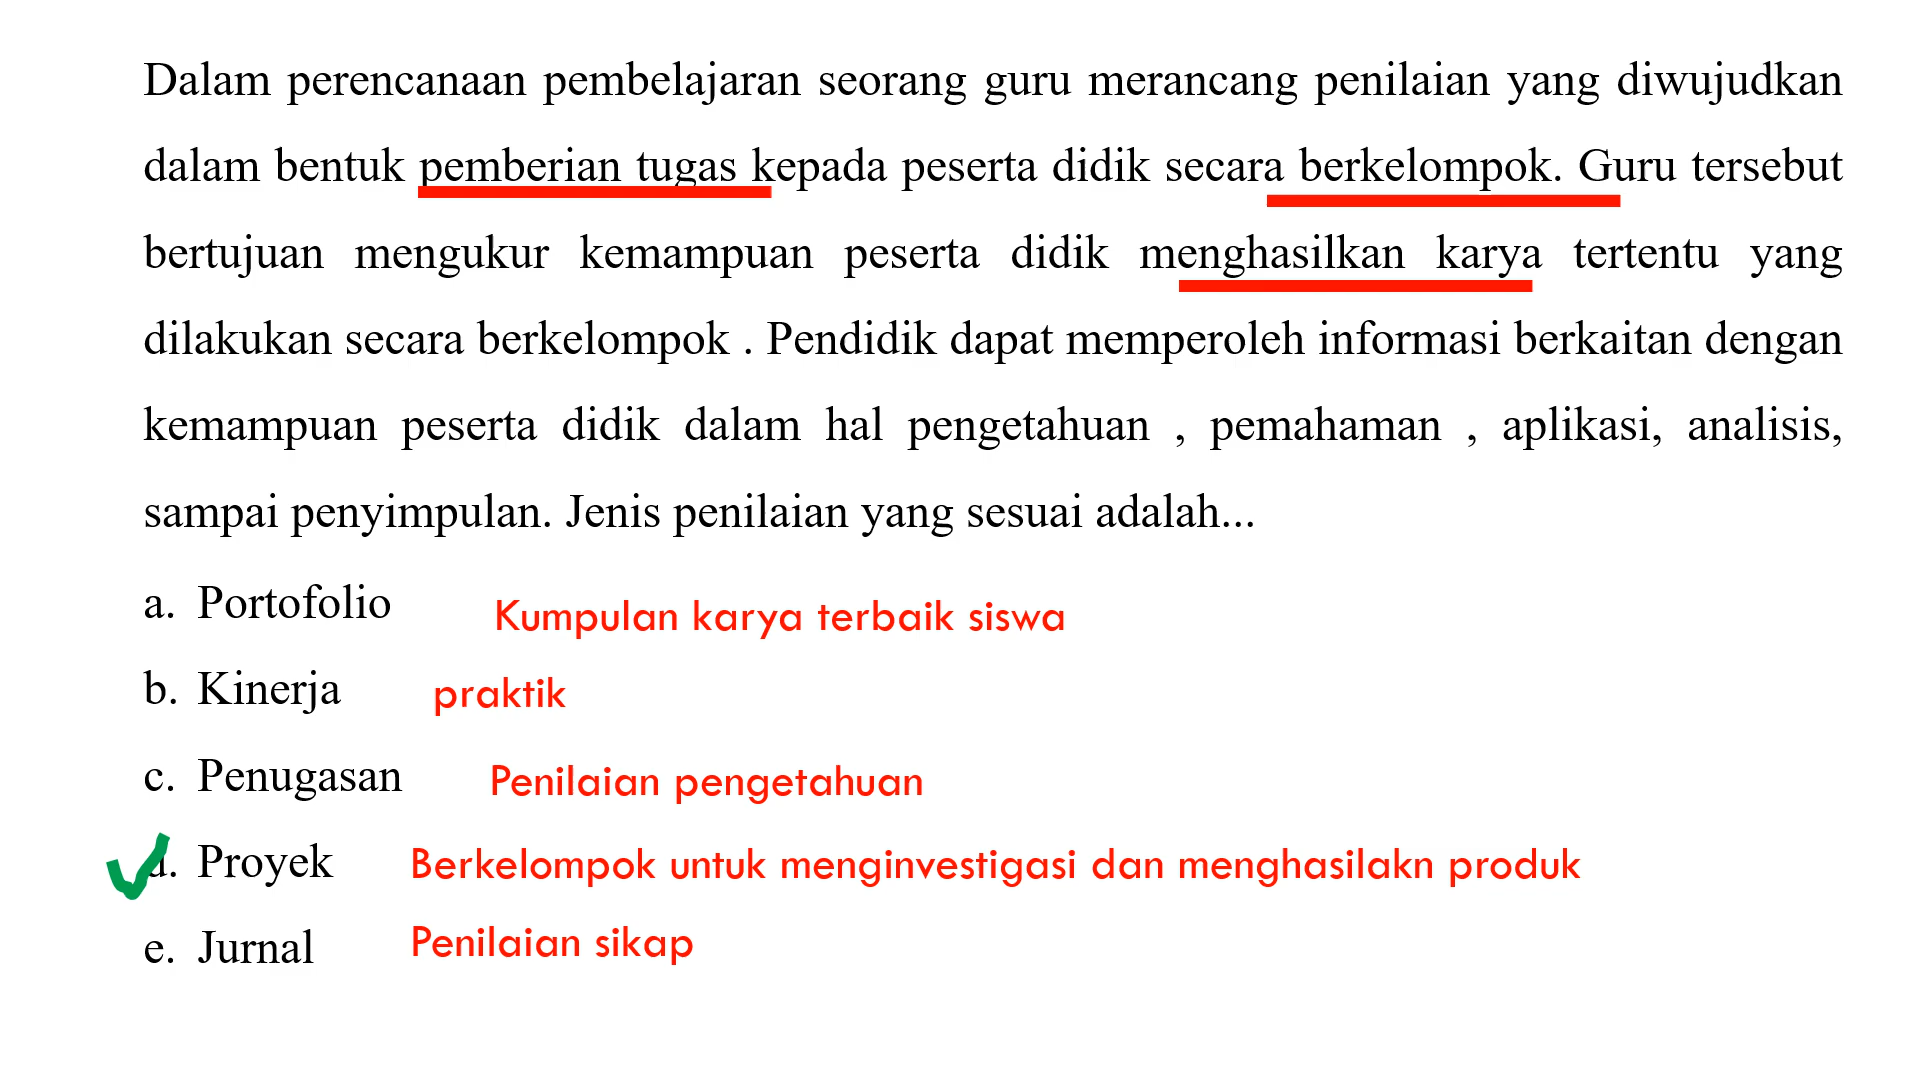 Dalam perencanaan pembelajaran seorang guru merancang penilaian yang diwujudkan
dalam bentuk pemberian tugas kepada peserta didik secara berkelompok. Guru tersebut
bertujuan mengukur kemampuan peserta didik menghasilkan karya tertentu yang
dilakukan secara berkelompok . Pendidik dapat memperoleh informasi berkaitan dengan
kemampuan peserta didik dalam hal pengetahuan , pemahaman , aplikasi, analisis,
sampai penyimpulan. Jenis penilaian yang sesuai adalah...
a. Portofolio Kumpulan karya terbaik siswa
b. Kinerja praktik
c. Penugasan Penilaian pengetahuan
d. Proyek Berkelompok untuk menginvestigasi dan menghasilakn produk
e. Jurnal Penilaian sikap